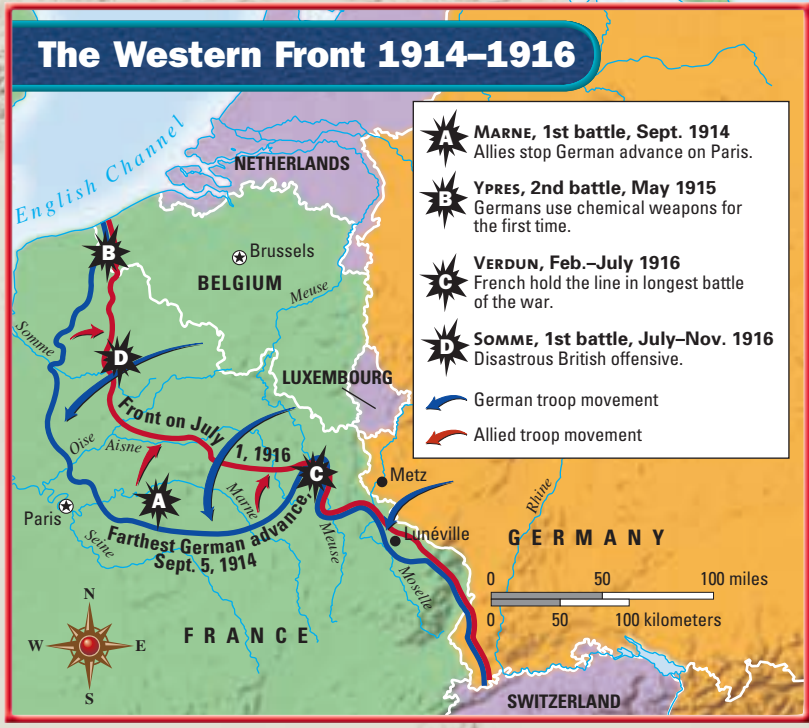 The Western Front 1914–1916
A MARNE, 1st battle, Sept. 1914
Allies stop German advance on Paris.
B YPRES, 2nd battle, May 1915
Germans use chemical weapons for
the first time.
C VERDUN, Feb.–July 1916
French hold the line in longest battle
of the war.
D SOMME, 1st battle, July–Nov. 1916
Disastrous British offensive.
German troop movement
Allied troop movement
English Channel
NETHERLANDS
B
Brussels
BELGIUM
Meuse
Somme
D
LUXEMBOURG
Front on July
1, 1916
Oise
Aisne
C
Metz
Marne
A
Rhine
Paris
Meuse
Lunéville
GERMANY
Farthest German advance,
Sept. 5, 1914
Seine
Moselle
0 50 100 miles
0 50 100 kilometers
N
W E
S
FRANCE
SWITZERLAND